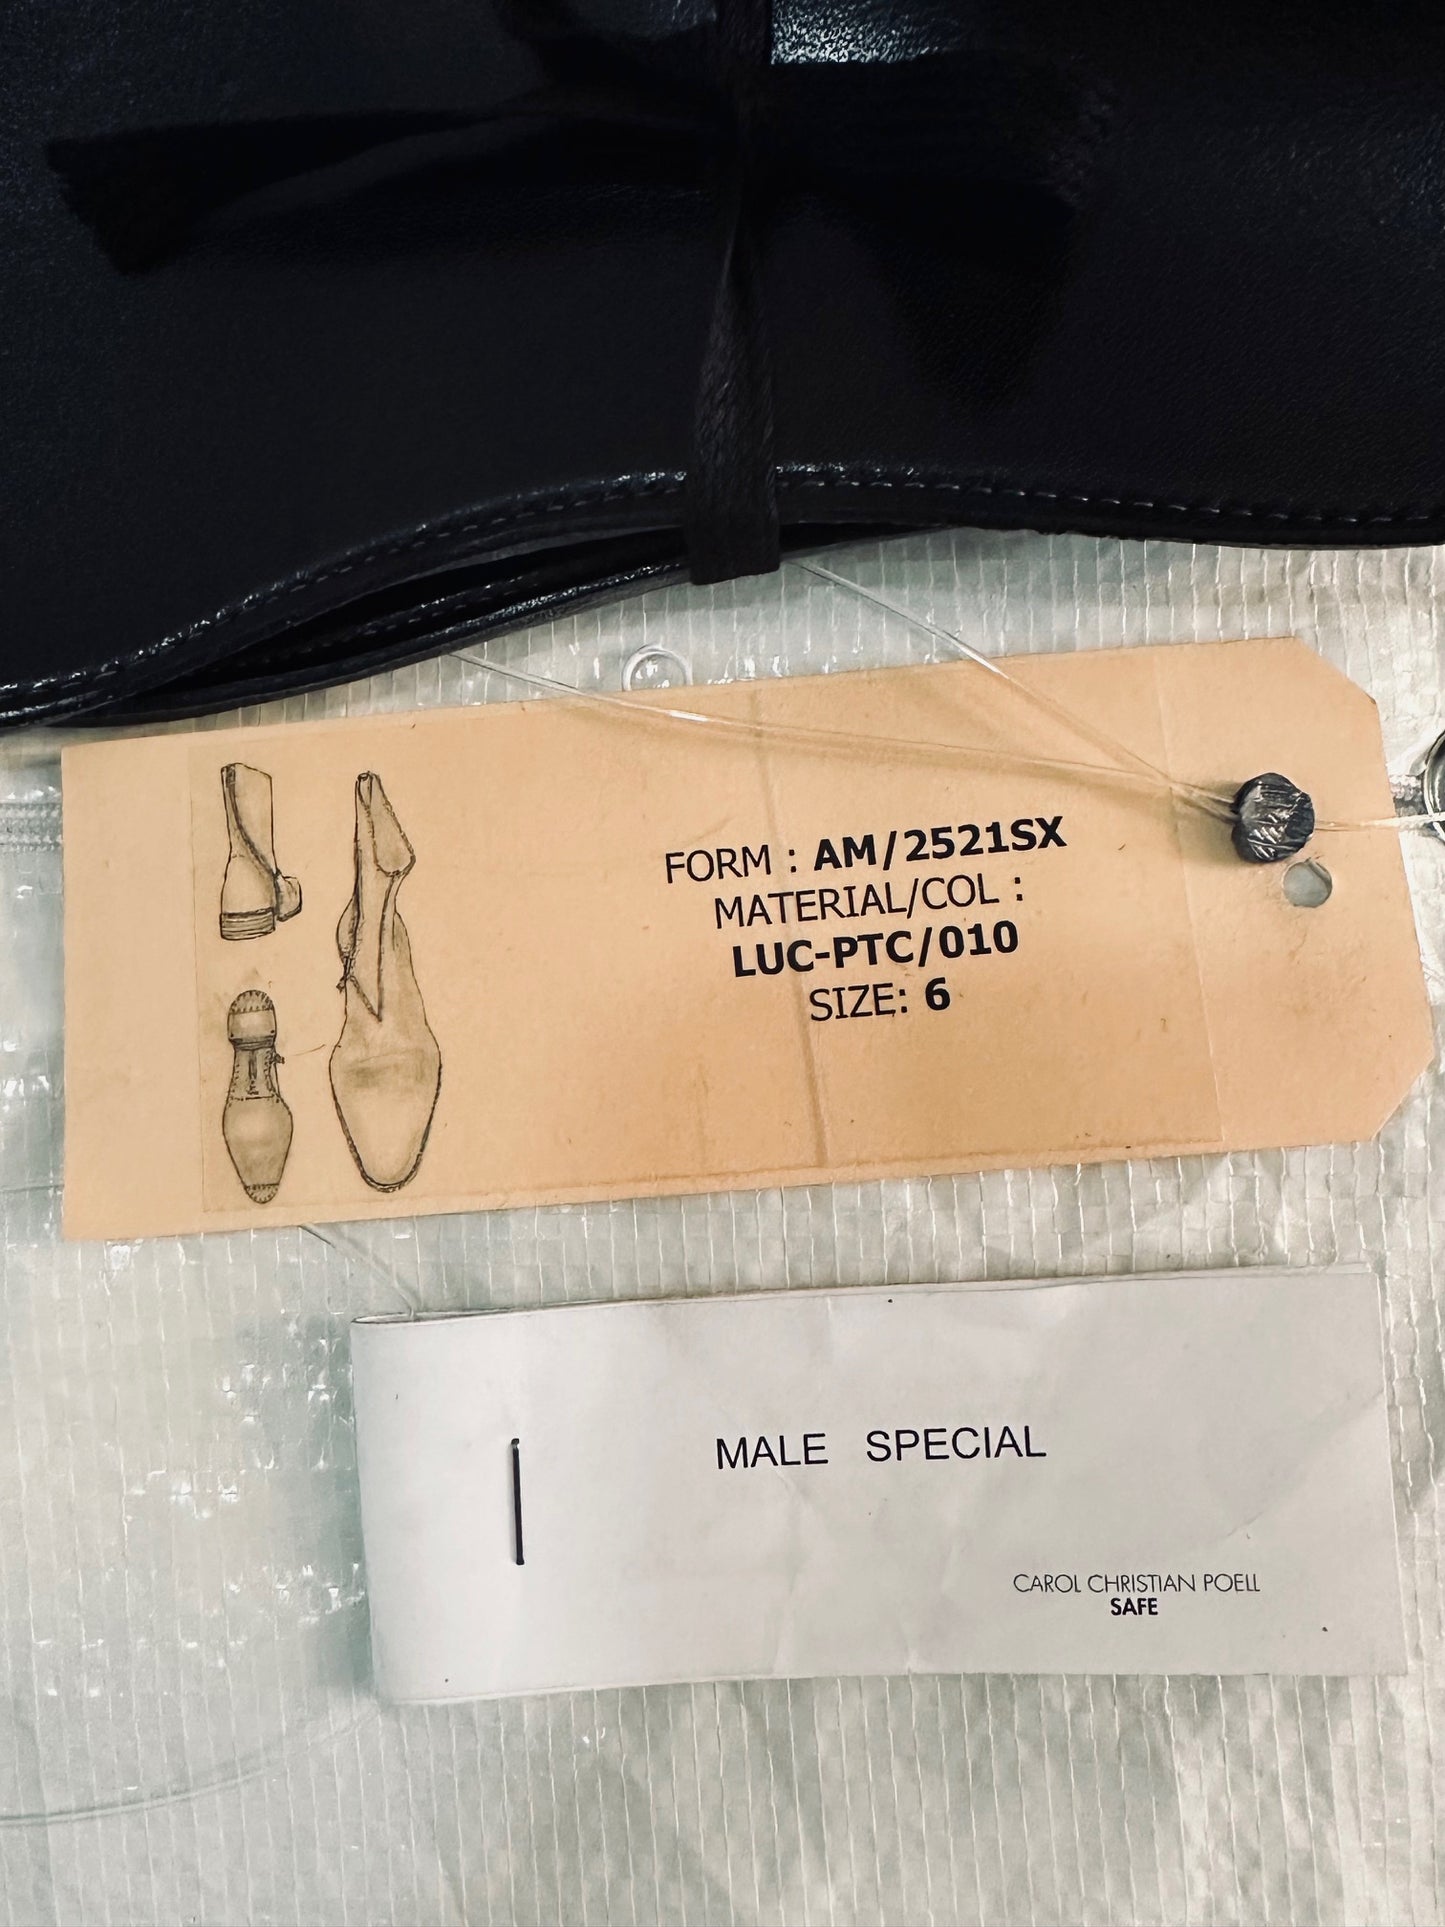 FORM : AM/2521SX
MATERIAL/COL :
LUC-PTC/010
SIZE: 6
MALE SPECIAL
CAROL CHRISTIAN POELL
SAFE